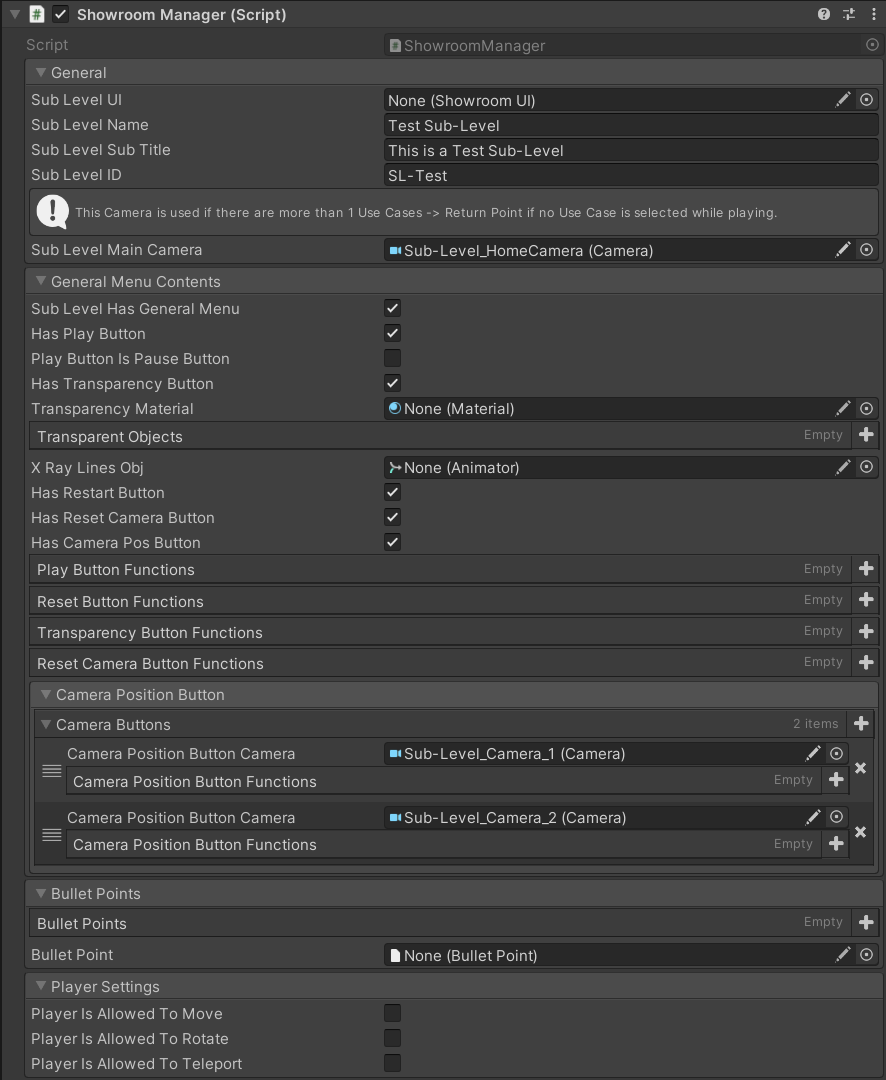 Showroom Manager (Script)
Script ShowroomManager
General
Sub Level UI None (Showroom UI)
Sub Level Name Test Sub-Level
Sub Level Sub Title This is a Test Sub-Level
Sub Level ID SL-Test
This Camera is used if there are more than 1 Use Cases -> Return Point if no Use Case is selected while playing.
Sub Level Main Camera Sub-Level_HomeCamera (Camera)
General Menu Contents
Sub Level Has General Menu
Has Play Button
Play Button Is Pause Button
Has Transparency Button
Transparency Material None (Material)
Transparent Objects Empty
X Ray Lines Obj None (Animator)
Has Restart Button
Has Reset Camera Button
Has Camera Pos Button
Play Button Functions Empty
Reset Button Functions Empty
Transparency Button Functions Empty
Reset Camera Button Functions Empty
Camera Position Button
Camera Buttons 2 items
Camera Position Button Camera Sub-Level_Camera_1 (Camera)
Camera Position Button Functions Empty
Camera Position Button Camera Sub-Level_Camera_2 (Camera)
Camera Position Button Functions Empty
Bullet Points
Bullet Points Empty
Bullet Point None (Bullet Point)
Player Settings
Player Is Allowed To Move
Player Is Allowed To Rotate
Player Is Allowed To Teleport